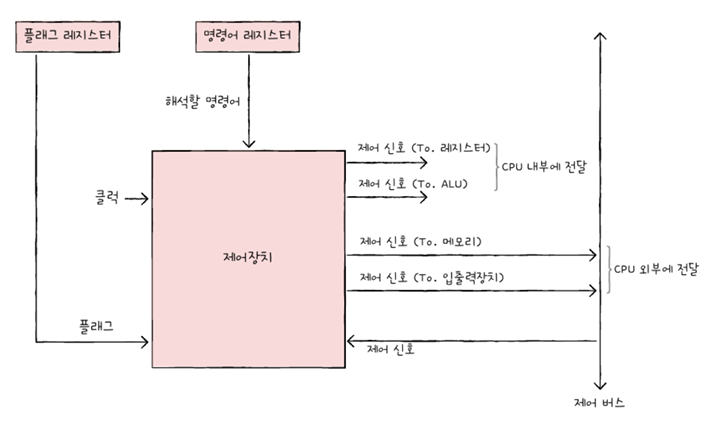 플래그 레지스터
명령어 레지스터
해석할 명령어
제어 신호 (To. 레지스터)
CPU 내부에 전달
제어 신호 (To. ALU)
클럭
제어 신호 (To. 메모리)
제어장치
CPU 외부에 전달
제어 신호 (To. 입출력장치)
플래그
제어 신호
제어 버스